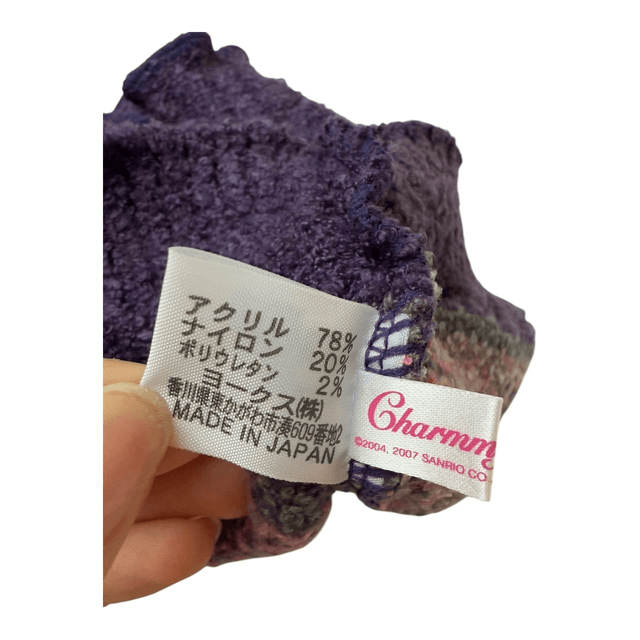 アクリル 78%
ナイロン 20%
ポリウレタン 2%
ヨークス(株)
香川県東かがわ市湊609番地2
MADE IN JAPAN
Charmmy
©2004, 2007 SANRIO CO